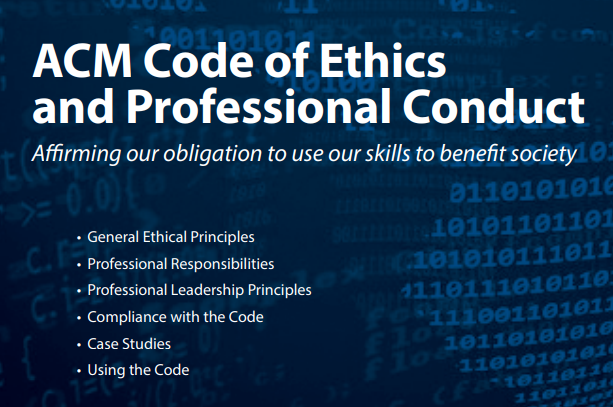 ACM Code of Ethics
and Professional Conduct
Affirming our obligation to use our skills to benefit society
• General Ethical Principles
• Professional Responsibilities
• Professional Leadership Principles
• Compliance with the Code
• Case Studies
• Using the Code